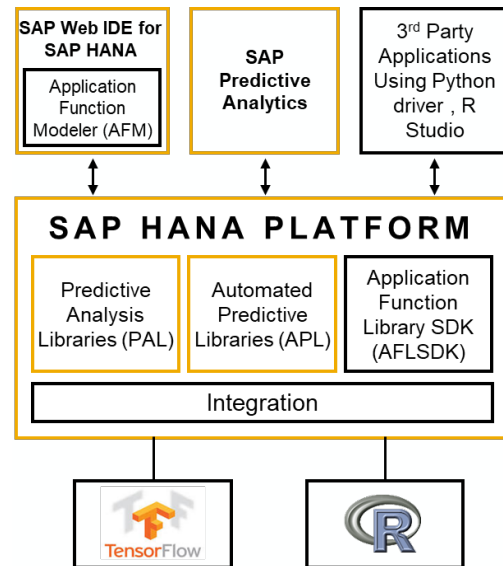 SAP Web IDE for
SAP HANA
Application
Function
Modeler (AFM)
SAP
Predictive
Analytics
3rd Party
Applications
Using Python
driver , R
Studio
SAP HANA PLATFORM
Predictive
Analysis
Libraries (PAL)
Automated
Predictive
Libraries (APL)
Application
Function
Library SDK
(AFLSDK)
Integration
TensorFlow
R